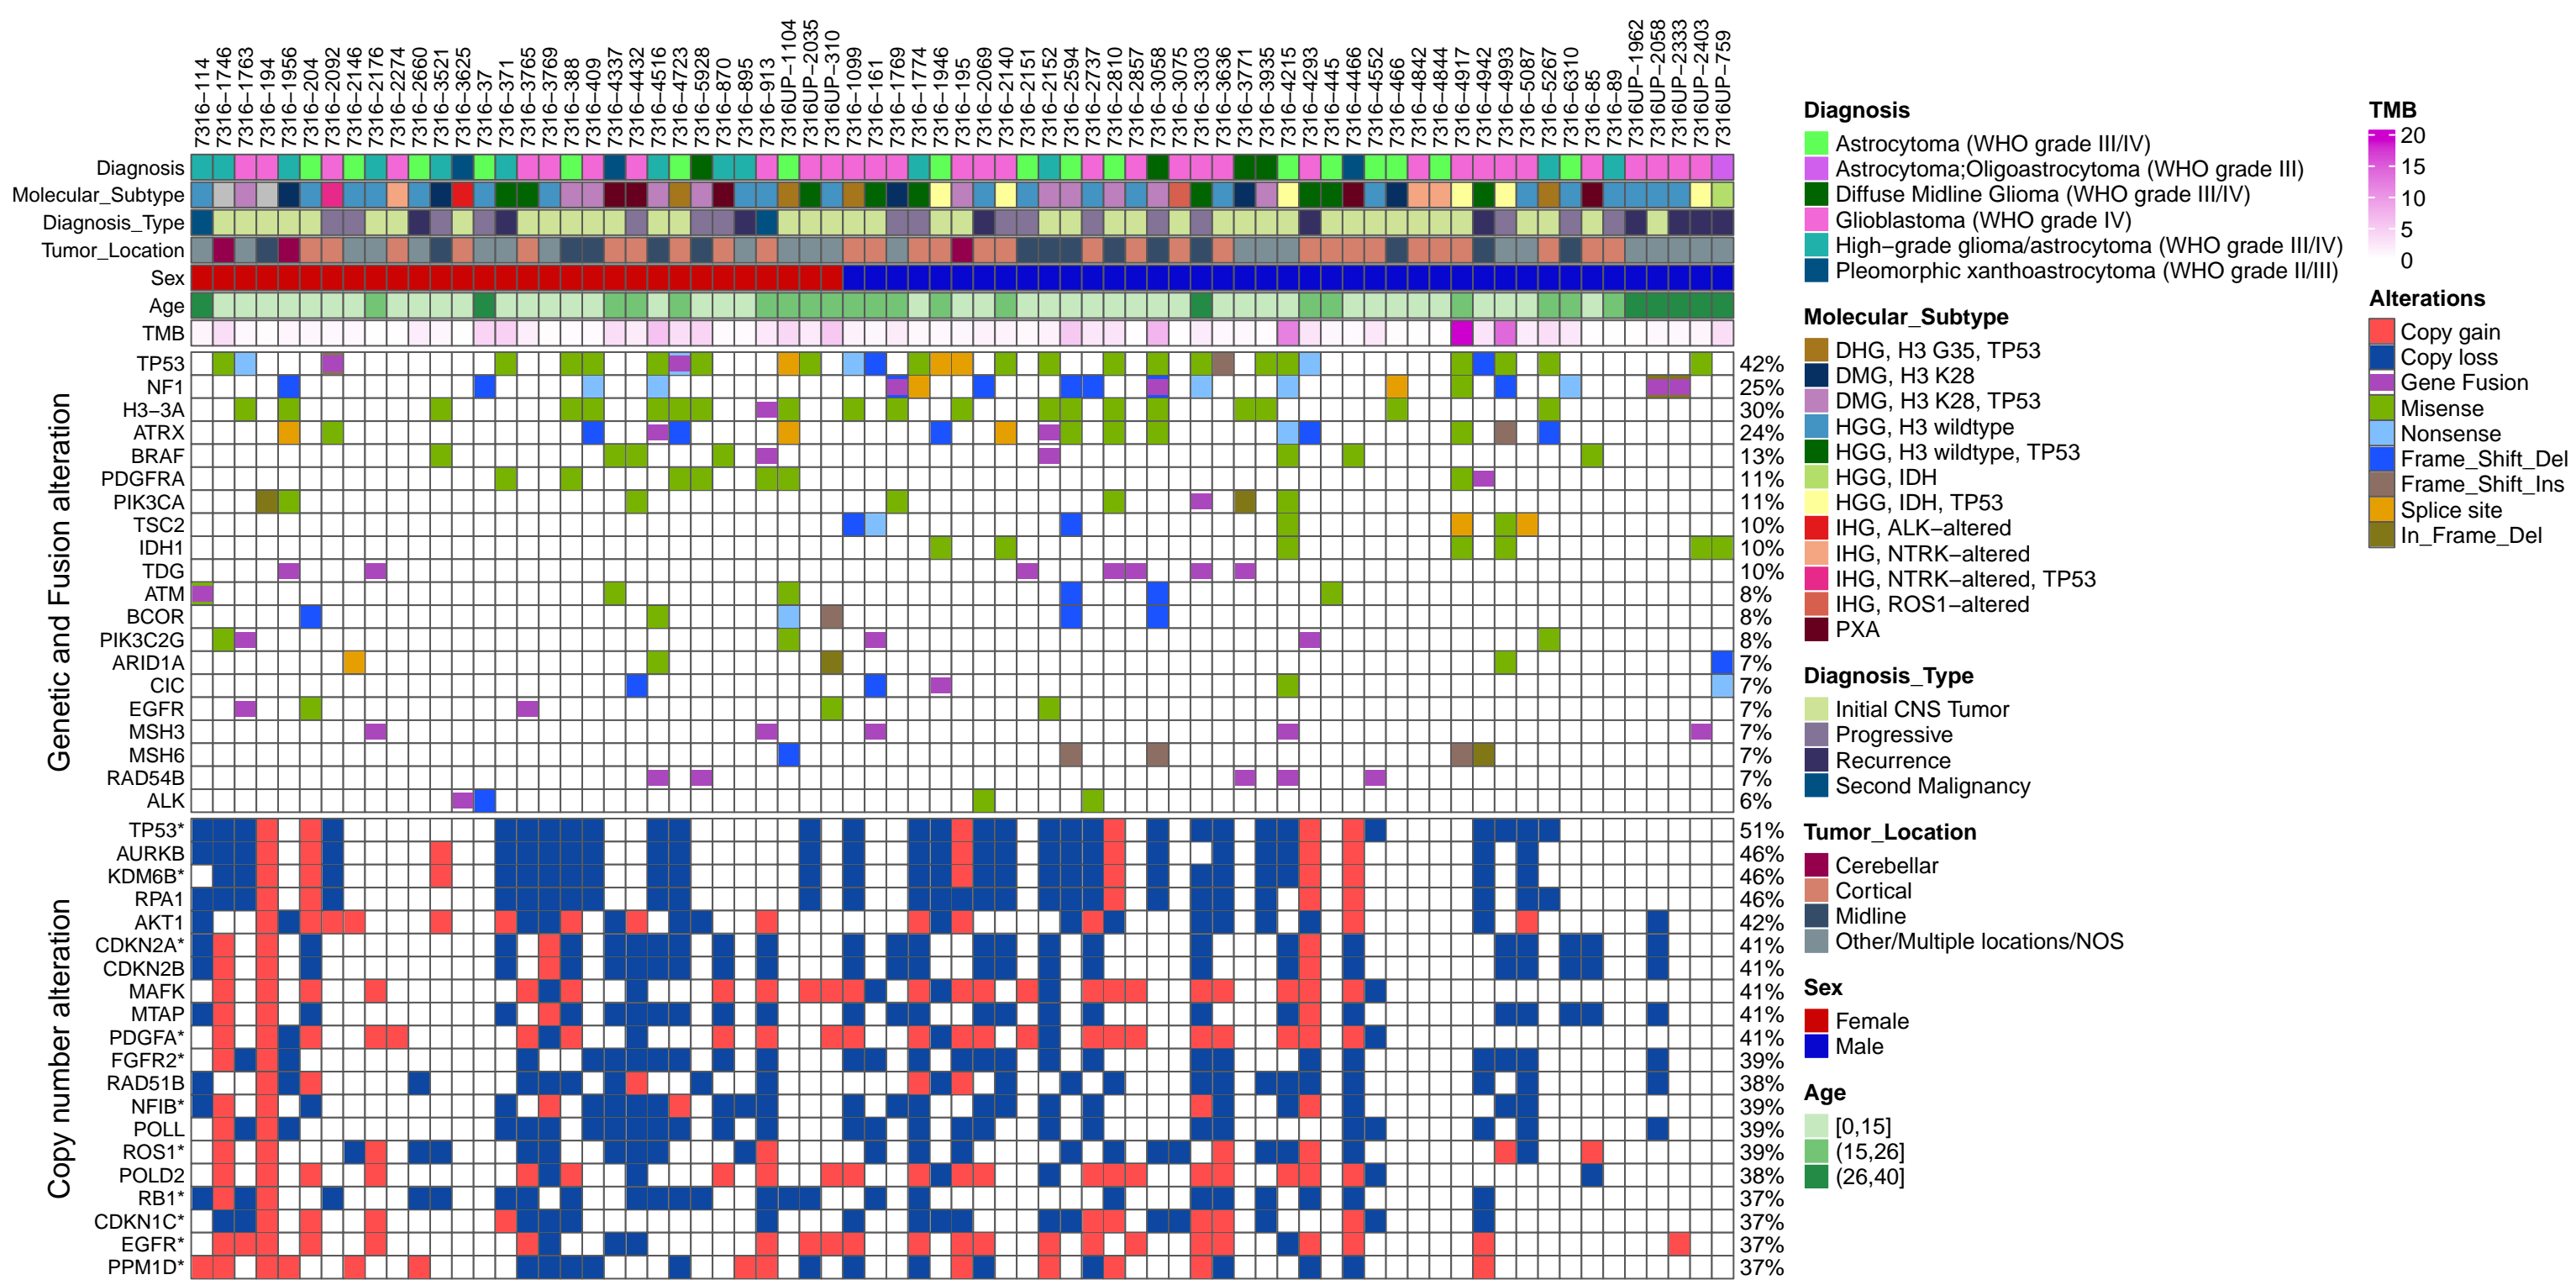 7316−114
7316−1746
7316−1763
7316−194
7316−1956
7316−204
7316−2092
7316−2146
7316−2176
7316−2274
7316−2660
7316−3521
7316−3625
7316−37
7316−371
7316−3765
7316−3769
7316−388
7316−409
7316−4337
7316−4432
7316−4516
7316−4723
7316−5928
7316−870
7316−895
7316−913
7316UP−1104
7316UP−2035
7316UP−310
7316−1099
7316−161
7316−1769
7316−1774
7316−1946
7316−195
7316−2069
7316−2140
7316−2151
7316−2152
7316−2594
7316−2737
7316−2810
7316−2857
7316−3058
7316−3075
7316−3303
7316−3636
7316−3771
7316−3935
7316−4215
7316−4293
7316−445
7316−4466
7316−4552
7316−466
7316−4842
7316−4844
7316−4917
7316−4942
7316−4993
7316−5087
7316−5267
7316−6310
7316−85
7316−89
7316UP−1962
7316UP−2058
7316UP−2333
7316UP−2403
7316UP−759
Diagnosis
Molecular_Subtype
Diagnosis_Type
Tumor_Location
Sex
Age
TMB
Genetic and Fusion alteration
TP53 42%
NF1 25%
H3−3A 30%
ATRX 24%
BRAF 13%
PDGFRA 11%
PIK3CA 11%
TSC2 10%
IDH1 10%
TDG 10%
ATM 8%
BCOR 8%
PIK3C2G 8%
ARID1A 7%
CIC 7%
EGFR 7%
MSH3 7%
MSH6 7%
RAD54B 7%
ALK 6%
Copy number alteration
TP53* 51%
AURKB 46%
KDM6B* 46%
RPA1 46%
AKT1 42%
CDKN2A* 41%
CDKN2B 41%
MAFK 41%
MTAP 41%
PDGFA* 41%
FGFR2* 39%
RAD51B 38%
NFIB* 39%
POLL 39%
ROS1* 39%
POLD2 38%
RB1* 37%
CDKN1C* 37%
EGFR* 37%
PPM1D* 37%
Diagnosis
Astrocytoma (WHO grade III/IV)
Astrocytoma;Oligoastrocytoma (WHO grade III)
Diffuse Midline Glioma (WHO grade III/IV)
Glioblastoma (WHO grade IV)
High−grade glioma/astrocytoma (WHO grade III/IV)
Pleomorphic xanthoastrocytoma (WHO grade II/III)
Molecular_Subtype
DHG, H3 G35, TP53
DMG, H3 K28
DMG, H3 K28, TP53
HGG, H3 wildtype
HGG, H3 wildtype, TP53
HGG, IDH
HGG, IDH, TP53
IHG, ALK−altered
IHG, NTRK−altered
IHG, NTRK−altered, TP53
IHG, ROS1−altered
PXA
Diagnosis_Type
Initial CNS Tumor
Progressive
Recurrence
Second Malignancy
Tumor_Location
Cerebellar
Cortical
Midline
Other/Multiple locations/NOS
Sex
Female
Male
Age
[0,15]
(15,26]
(26,40]
TMB
20
15
10
5
0
Alterations
Copy gain
Copy loss
Gene Fusion
Misense
Nonsense
Frame_Shift_Del
Frame_Shift_Ins
Splice site
In_Frame_Del